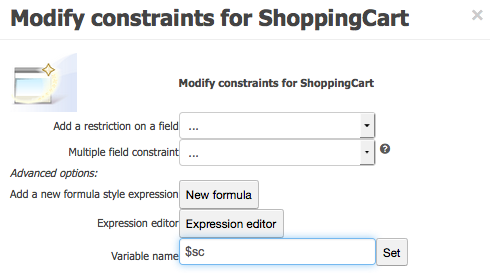 Modify constraints for ShoppingCart ×
Modify constraints for ShoppingCart
Add a restriction on a field ...
Multiple field constraint ... ?
Advanced options:
Add a new formula style expression New formula
Expression editor Expression editor
Variable name $sc Set